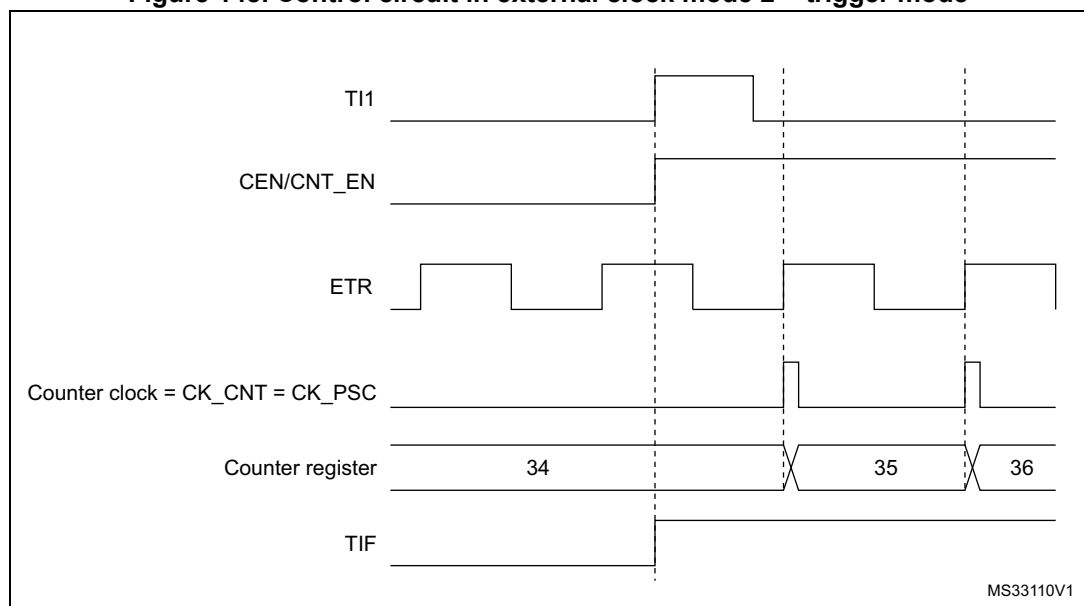 TI1
CEN/CNT_EN
ETR
Counter clock = CK_CNT = CK_PSC
Counter register 34 35 36
TIF
MS33110V1